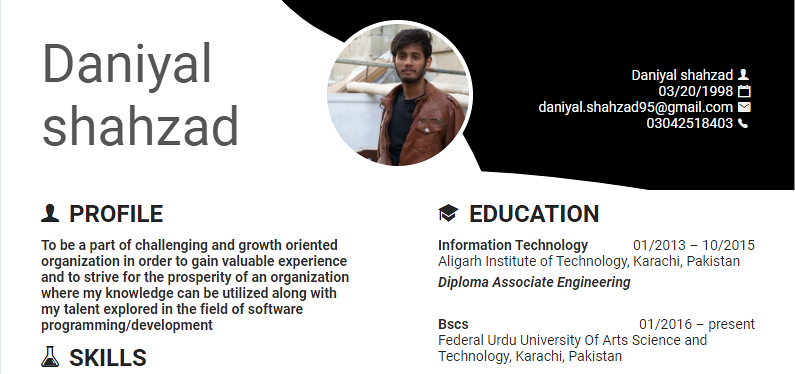 Daniyal
shahzad
Daniyal shahzad
03/20/1998
daniyal.shahzad95@gmail.com
03042518403
PROFILE
To be a part of challenging and growth oriented
organization in order to gain valuable experience
and to strive for the prosperity of an organization
where my knowledge can be utilized along with
my talent explored in the field of software
programming/development
SKILLS
EDUCATION
Information Technology 01/2013 – 10/2015
Aligarh Institute of Technology, Karachi, Pakistan
Diploma Associate Engineering
Bscs 01/2016 – present
Federal Urdu University Of Arts Science and
Technology, Karachi, Pakistan